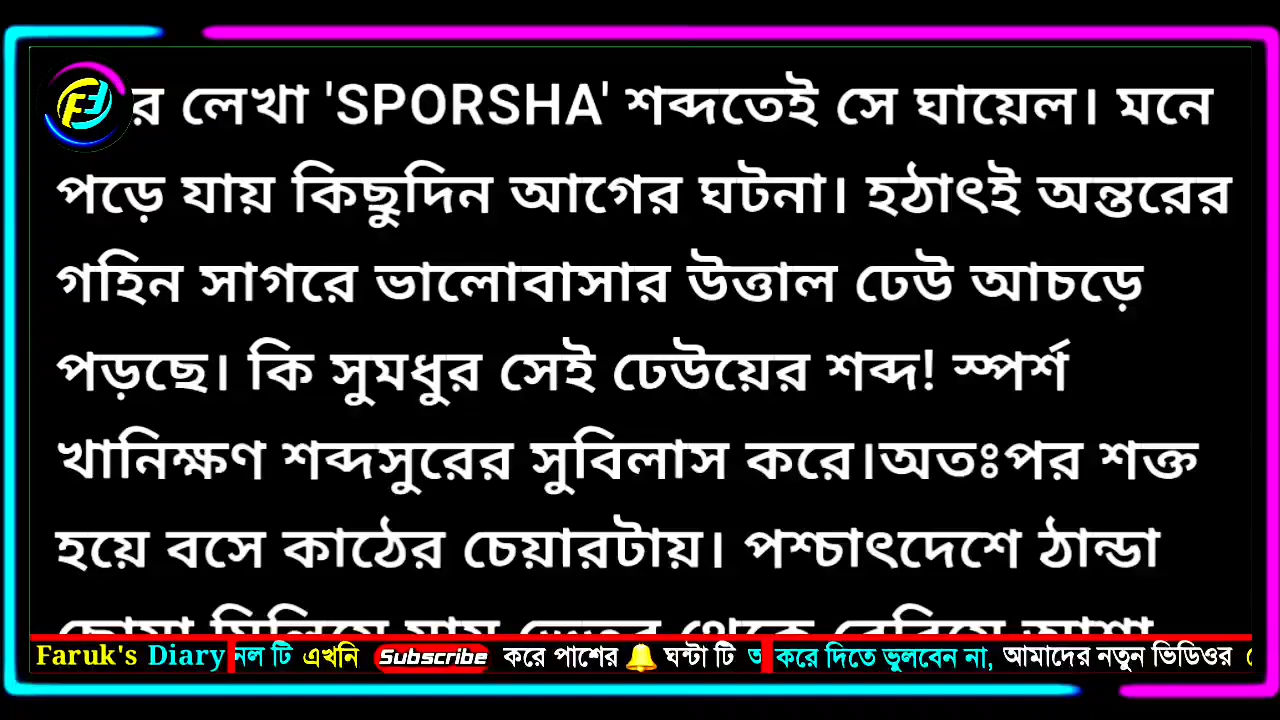 র লেখা 'SPORSHA' শব্দতেই সে ঘায়েল। মনে
পড়ে যায় কিছুদিন আগের ঘটনা। হঠাৎই অন্তরের
গহিন সাগরে ভালোবাসার উত্তাল ঢেউ আচড়ে
পড়ছে। কি সুমধুর সেই ঢেউয়ের শব্দ! স্পর্শ
খানিক্ষণ শব্দসুরের সুবিলাস করে।অতঃপর শক্ত
হয়ে বসে কাঠের চেয়ারটায়। পশ্চাৎদেশে ঠান্ডা
ছোয়া মিলিয়ে যায় থেকে বেরিয়ে আশা
Faruk's Diary নল টি এখনি Subscribe করে পাশের 🔔 ঘন্টা টি করে দিতে ভুলবেন না, আমাদের নতুন ভিডিওর